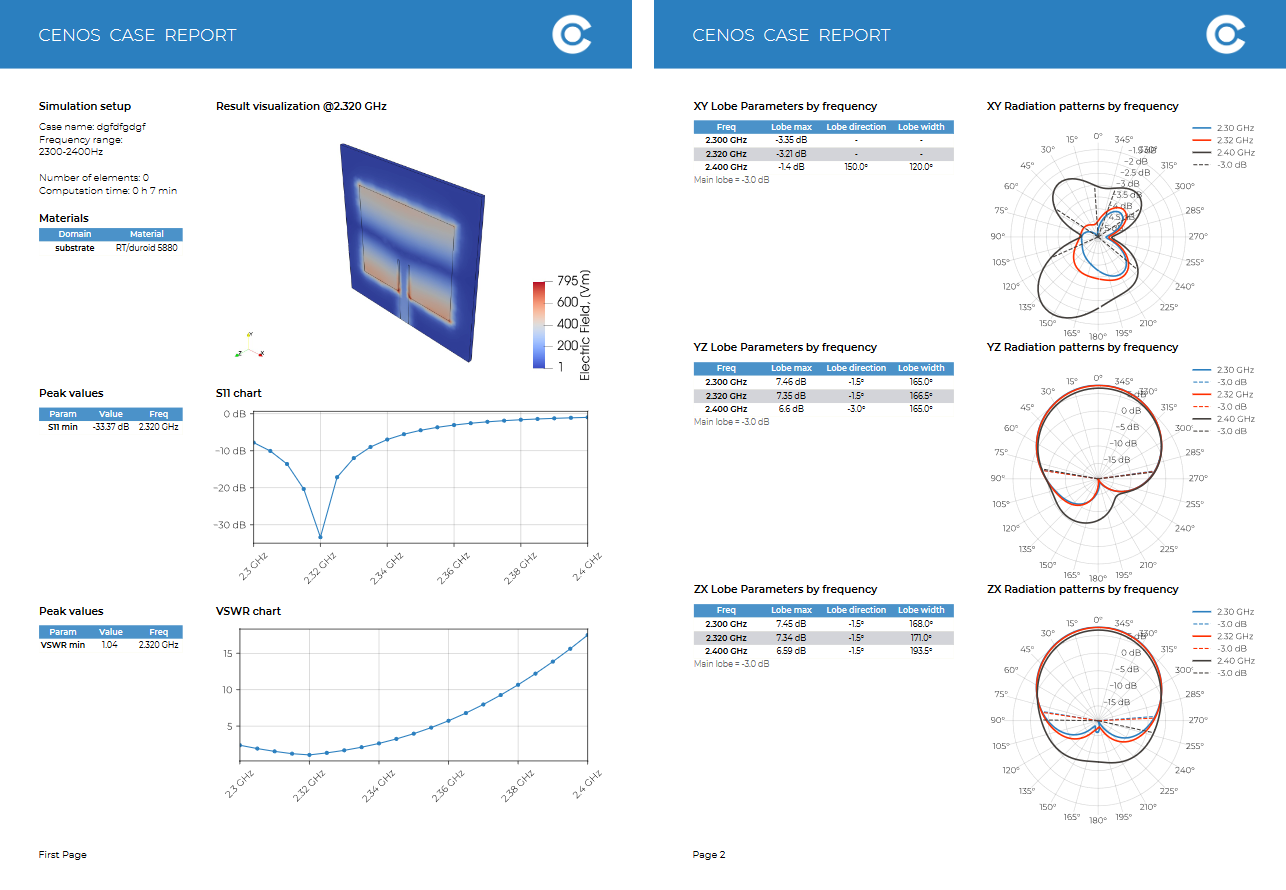 CENOS CASE REPORT
Simulation setup
Case name: dgfdfgdgf
Frequency range:
2300-2400Hz
Number of elements: 0
Computation time: 0 h 7 min
Materials
Domain Material
substrate RT/duroid 5880
Result visualization @2.320 GHz
795
600
400
200
1
Electric Field, (Vm)
Peak values
Param Value Freq
S11 min -33.37 dB 2.320 GHz
S11 chart
0 dB
−10 dB
−20 dB
−30 dB
2.3 GHz
2.32 GHz
2.34 GHz
2.36 GHz
2.38 GHz
2.4 GHz
Peak values
Param Value Freq
VSWR min 1.04 2.320 GHz
VSWR chart
15
10
5
2.3 GHz
2.32 GHz
2.34 GHz
2.36 GHz
2.38 GHz
2.4 GHz
First Page
CENOS CASE REPORT
XY Lobe Parameters by frequency
Freq Lobe max Lobe direction Lobe width
2.300 GHz -3.35 dB - -
2.320 GHz -3.21 dB - -
2.400 GHz -1.4 dB 150.0° 120.0°
Main lobe = -3.0 dB
XY Radiation patterns by frequency
0°
15°
30°
45°
60°
75°
90°
105°
120°
135°
150°
165°
180°
195°
210°
225°
240°
255°
270°
285°
300°
315°
330°
345°
−2 dB
−2.5 dB
−3 dB
2.30 GHz
2.32 GHz
2.40 GHz
-3.0 dB
YZ Lobe Parameters by frequency
Freq Lobe max Lobe direction Lobe width
2.300 GHz 7.46 dB -1.5° 165.0°
2.320 GHz 7.35 dB -1.5° 166.5°
2.400 GHz 6.6 dB -3.0° 165.0°
Main lobe = -3.0 dB
YZ Radiation patterns by frequency
0°
15°
30°
45°
60°
75°
90°
105°
120°
135°
150°
165°
180°
195°
210°
225°
240°
255°
270°
285°
300°
315°
330°
345°
0 dB
−5 dB
−10 dB
−15 dB
2.30 GHz
-3.0 dB
2.32 GHz
-3.0 dB
2.40 GHz
-3.0 dB
ZX Lobe Parameters by frequency
Freq Lobe max Lobe direction Lobe width
2.300 GHz 7.45 dB -1.5° 168.0°
2.320 GHz 7.34 dB -1.5° 171.0°
2.400 GHz 6.59 dB -1.5° 193.5°
Main lobe = -3.0 dB
ZX Radiation patterns by frequency
0°
15°
30°
45°
60°
75°
90°
105°
120°
135°
150°
165°
180°
195°
210°
225°
240°
255°
270°
285°
300°
315°
330°
345°
0 dB
−5 dB
−10 dB
−15 dB
2.30 GHz
-3.0 dB
2.32 GHz
-3.0 dB
2.40 GHz
-3.0 dB
Page 2